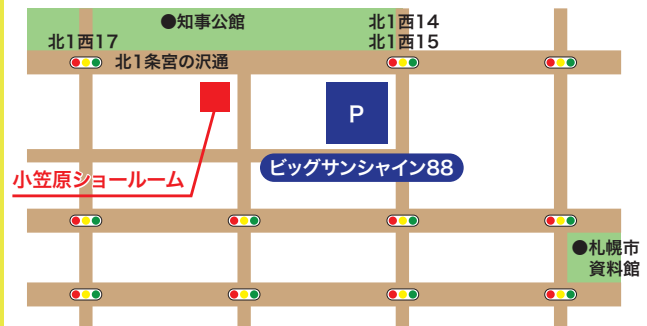 ●知事公館
北1西14
北1西15
北1西17
北1条宮の沢通
P
ビッグサンシャイン88
小笠原ショールーム
●札幌市
資料館